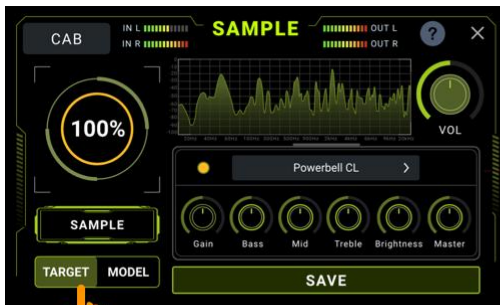 CAB
IN L
IN R
SAMPLE
OUT L
OUT R
?
100%
VOL
Powerbell CL
SAMPLE
Gain Bass Mid Treble Brightness Master
TARGET MODEL
SAVE